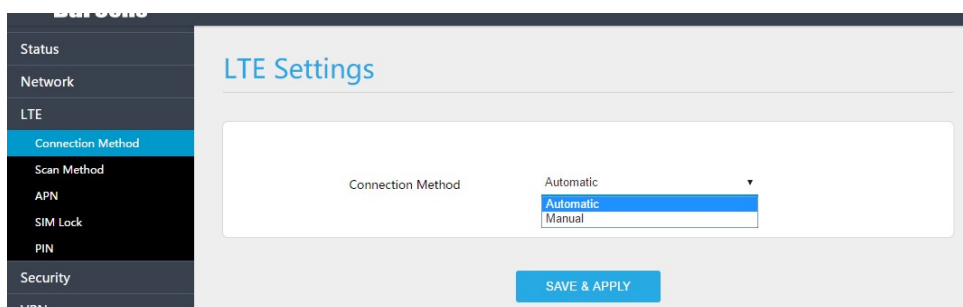 Status
Network
LTE
Connection Method
Scan Method
APN
SIM Lock
PIN
Security
VPN
LTE Settings
Connection Method
Automatic
Automatic
Manual
SAVE & APPLY